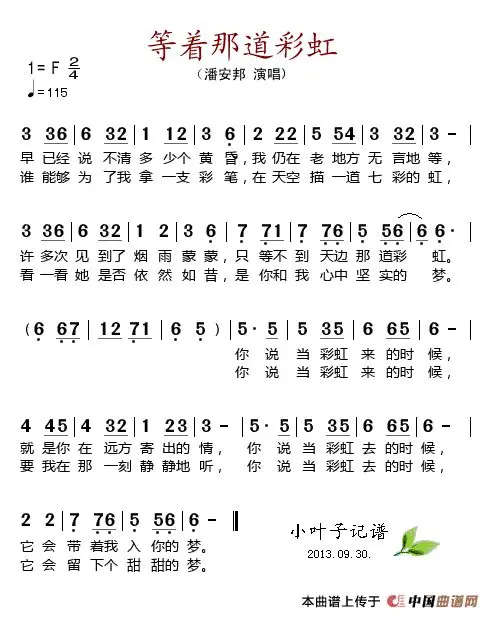 等着那道彩虹
（潘安邦 演唱）
1= F 2/4
♩=115
3 36 | 6 32 | 1 12 | 3 6 | 2 22 | 5 54 | 3 32 | 3 - |
早 已经 说 不清 多 少个 黄 昏，我 仍在 老 地方 无 言地 等，
谁 能够 为 了我 拿 一支 彩 笔，在 天空 描 一道 七 彩的 虹，
3 36 | 6 32 | 1 2 | 3 6 | 7 71 | 7 76 | 5 56 | 6 6· |
许 多次 见 到了 烟 雨 蒙 蒙，只 等不 到 天边 那 道彩 虹。
看 一看 她 是否 依 然 如 昔，是 你和 我 心中 坚 实的 梦。
（6 67 | 12 71 | 6 5 ）| 5· 5 | 5 35 | 6 65 | 6 - |
你 说 当 彩虹 来 的时 候，
你 说 当 彩虹 来 的时 候，
4 45 | 4 32 | 1 23 | 3 - | 5· 5 | 5 35 | 6 65 | 6 - |
就 是你 在 远方 寄 出的 情， 你 说 当 彩虹 去 的时 候，
要 我在 那 一刻 静 静地 听， 你 说 当 彩虹 去 的时 候，
2 2 | 7 76 | 5 56 | 6 - ‖
它 会 带 着我 入 你的 梦。
它 会 留 下个 甜 甜的 梦。
小叶子记谱
2013.09.30.
本曲谱上传于 中国曲谱网